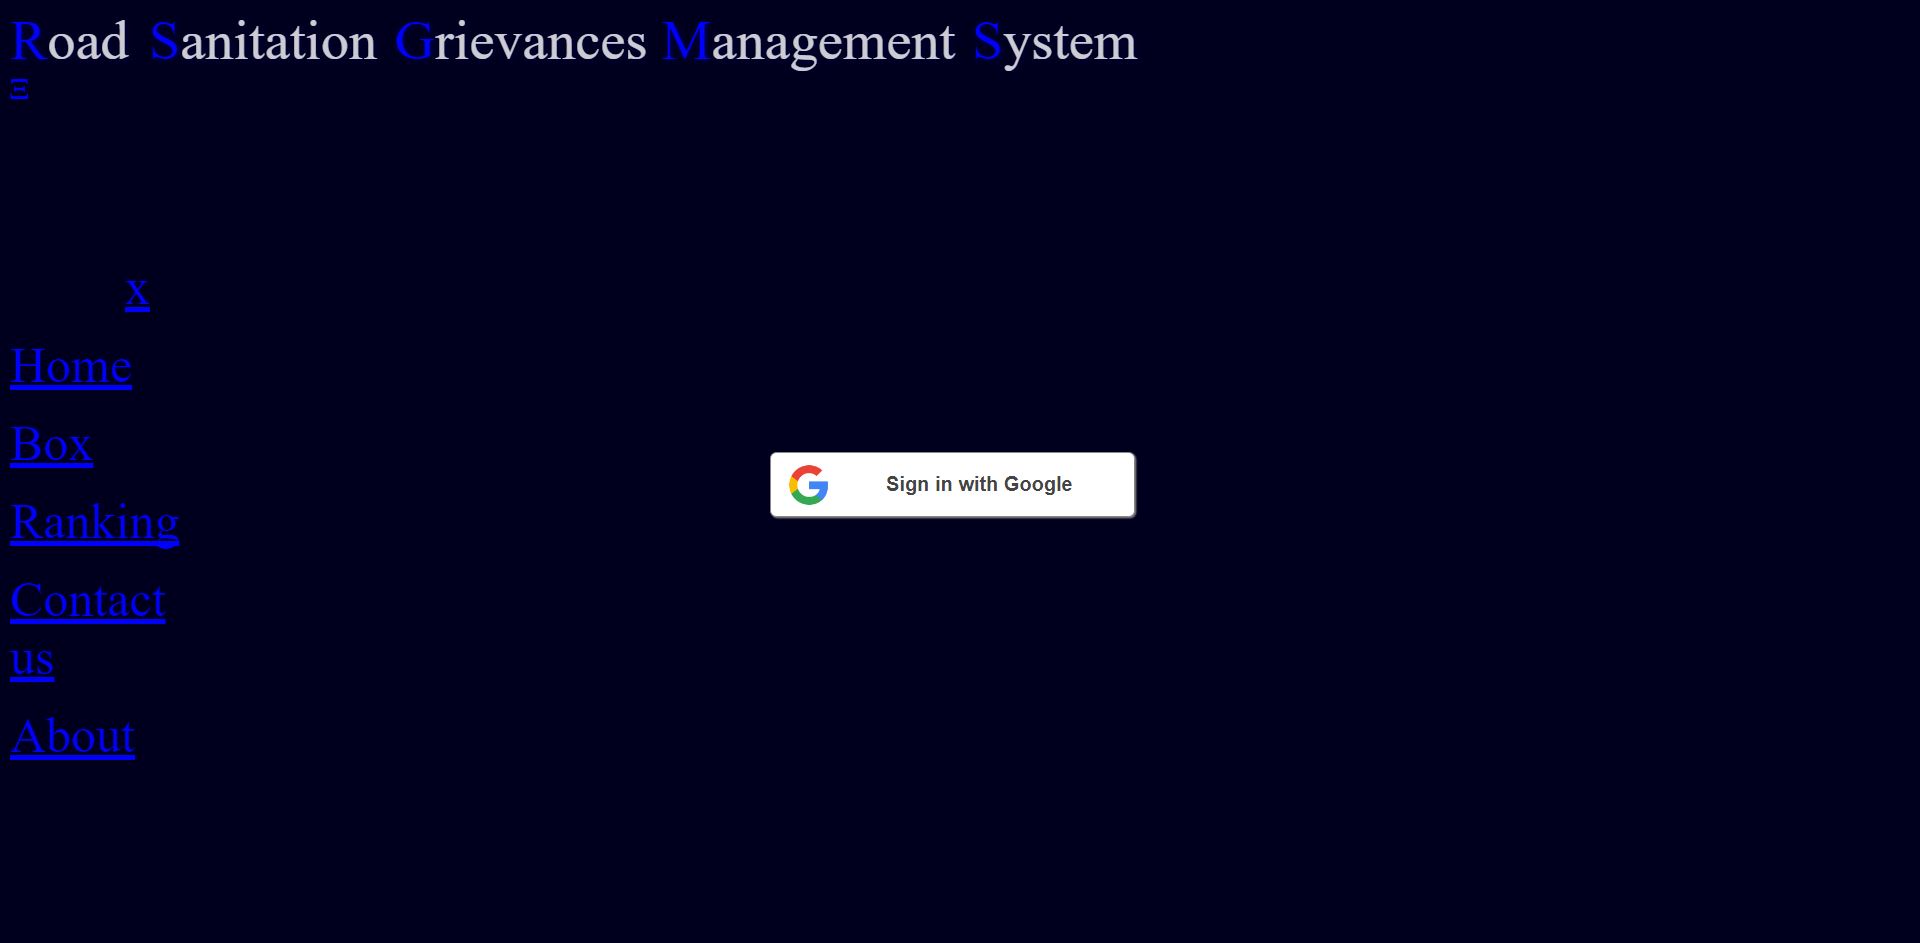 Road Sanitation Grievances Management System
Ξ
x
Home
Box
Ranking
Contact
us
About
Sign in with Google